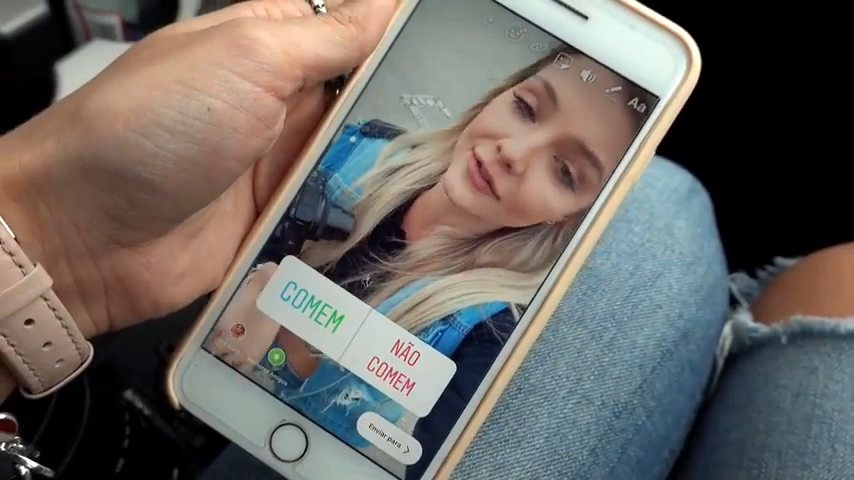 Aa
COMEM
NÃO
COMEM
Enviar para >